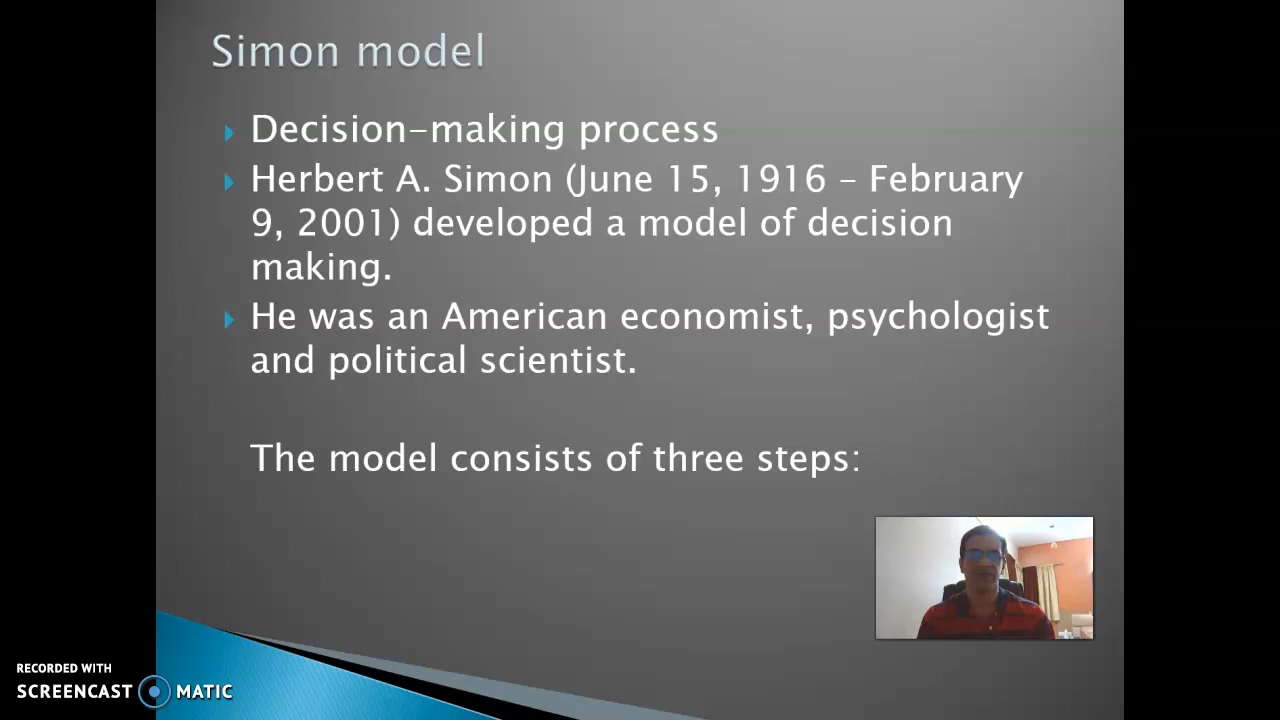 Simon model
Decision-making process
Herbert A. Simon (June 15, 1916 – February
9, 2001) developed a model of decision
making.
He was an American economist, psychologist
and political scientist.
The model consists of three steps:
RECORDED WITH
SCREENCAST MATIC